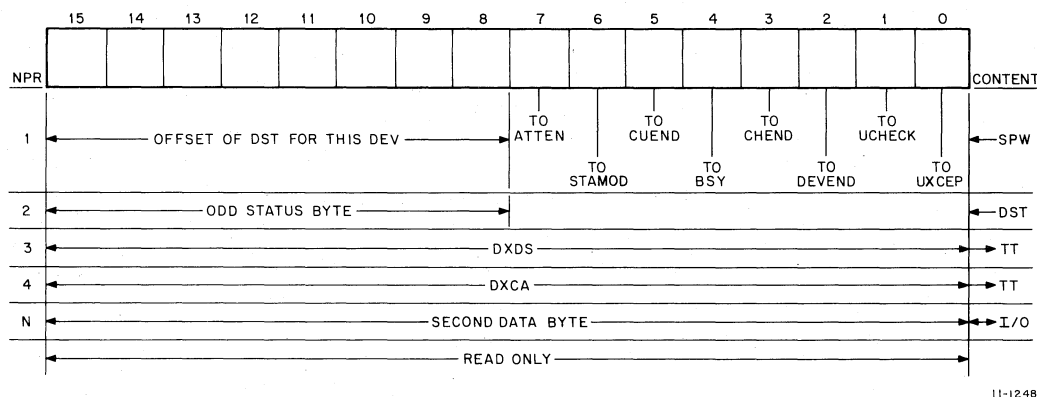 15 14 13 12 11 10 9 8 7 6 5 4 3 2 1 0
NPR CONTENT
1 OFFSET OF DST FOR THIS DEV TO ATTEN TO CUEND TO CHEND TO UCHECK SPW
TO STAMOD TO BSY TO DEVEND TO UXCEP
2 ODD STATUS BYTE DST
3 DXDS TT
4 DXCA TT
N SECOND DATA BYTE I/O
READ ONLY
11-1248